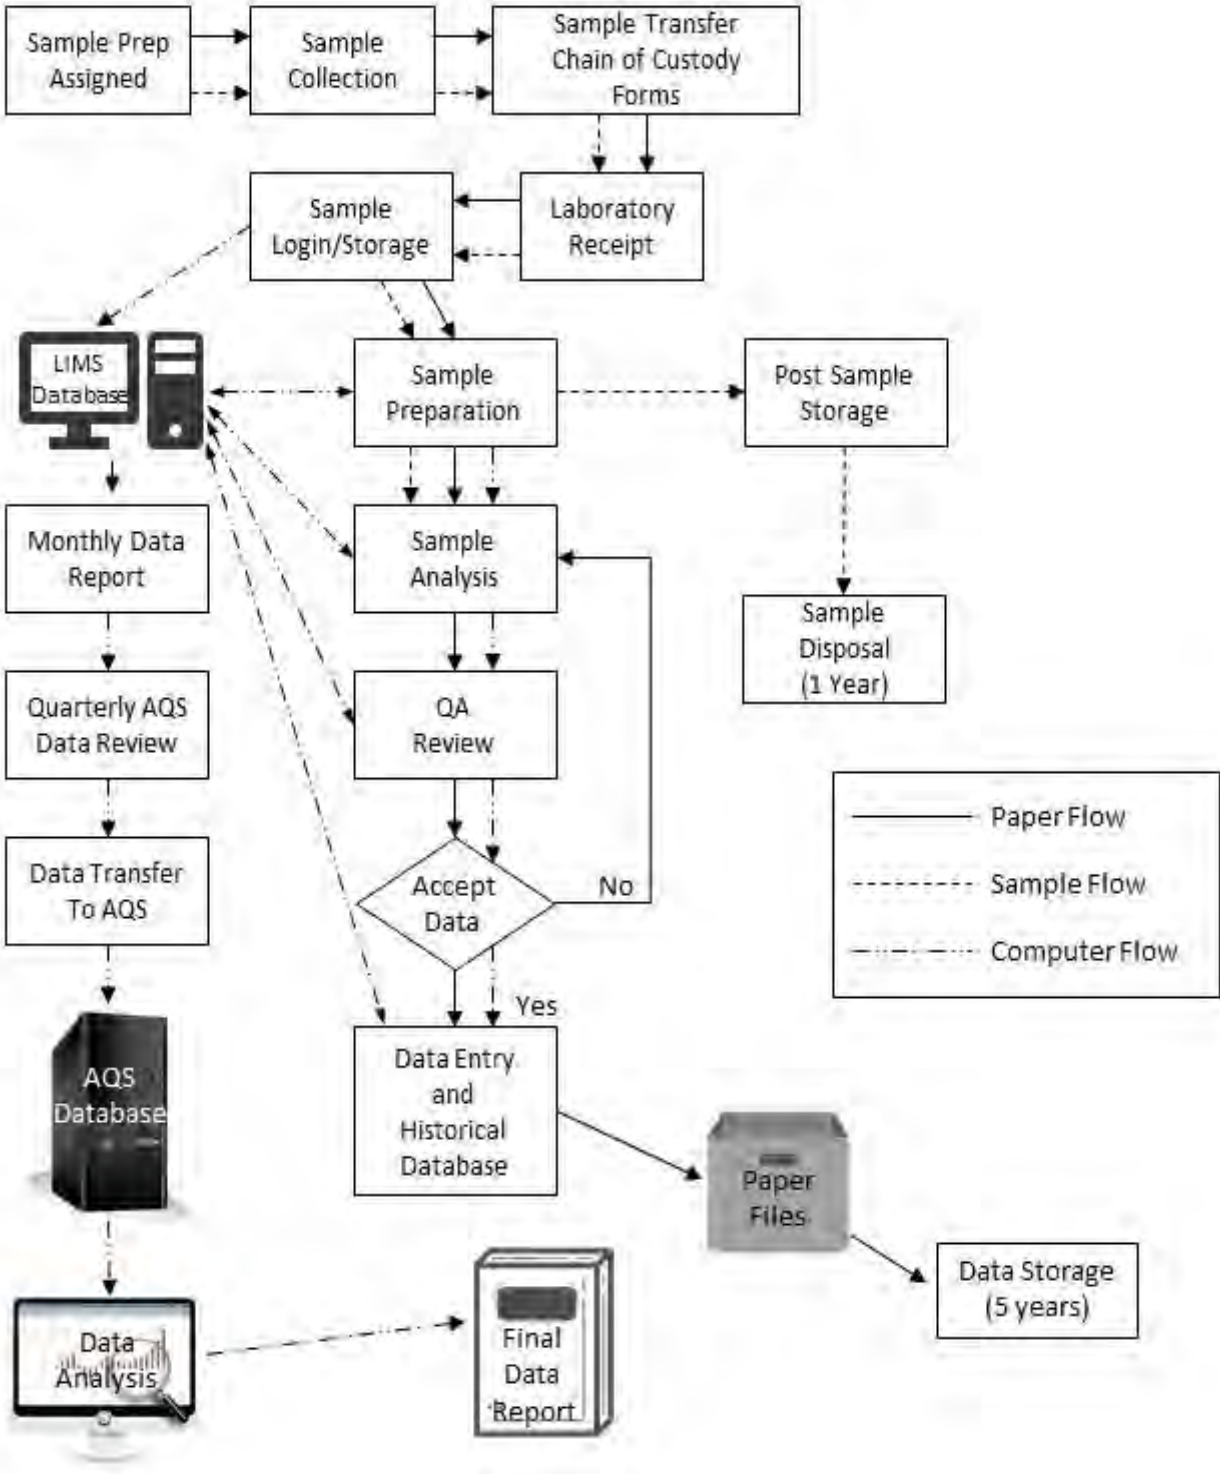 Sample Prep
Assigned
Sample
Collection
Sample Transfer
Chain of Custody
Forms
Sample
Login/Storage
Laboratory
Receipt
LIMS
Database
Sample
Preparation
Post Sample
Storage
Monthly Data
Report
Sample
Analysis
Sample
Disposal
(1 Year)
Quarterly AQS
Data Review
QA
Review
Paper Flow
Sample Flow
Computer Flow
Data Transfer
To AQS
Accept
Data
No
Yes
AQS
Database
Data Entry
and
Historical
Database
Paper
Files
Data Storage
(5 years)
Data
Analysis
Final
Data
Report